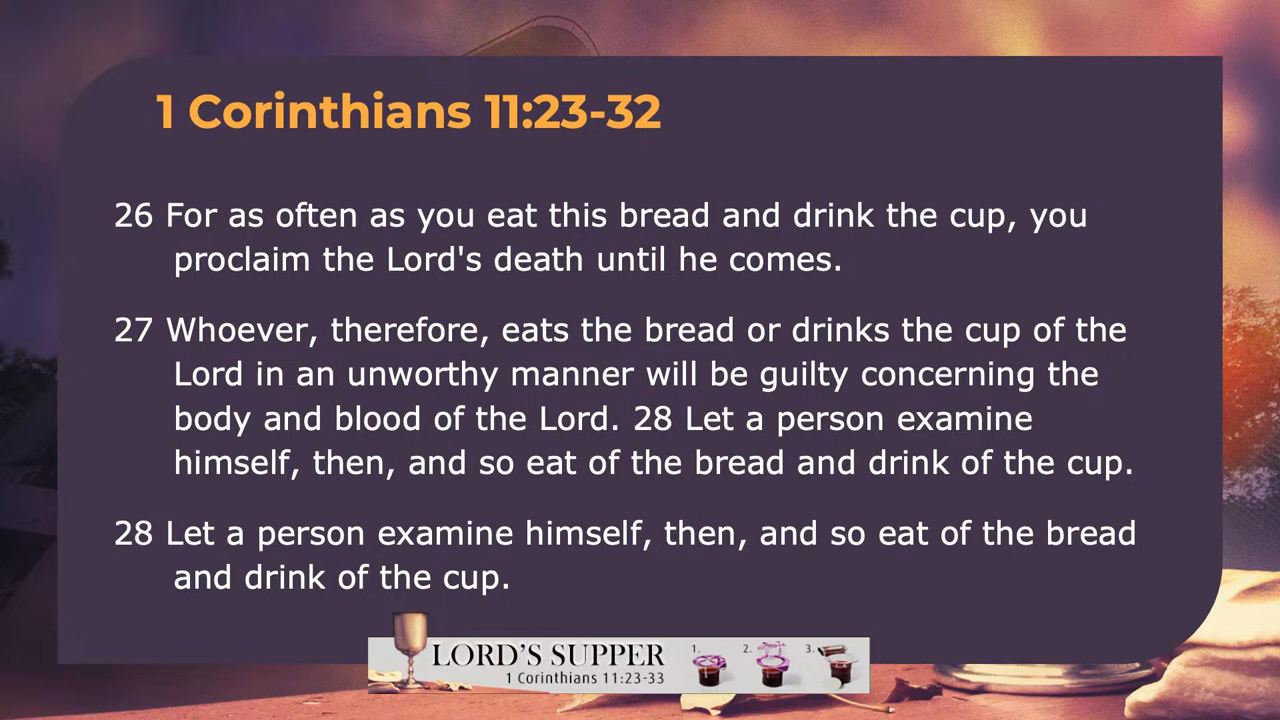 1 Corinthians 11:23-32
26 For as often as you eat this bread and drink the cup, you
proclaim the Lord's death until he comes.
27 Whoever, therefore, eats the bread or drinks the cup of the
Lord in an unworthy manner will be guilty concerning the
body and blood of the Lord. 28 Let a person examine
himself, then, and so eat of the bread and drink of the cup.
28 Let a person examine himself, then, and so eat of the bread
and drink of the cup.
LORD'S SUPPER
1 Corinthians 11:23-33
1. 2. 3.